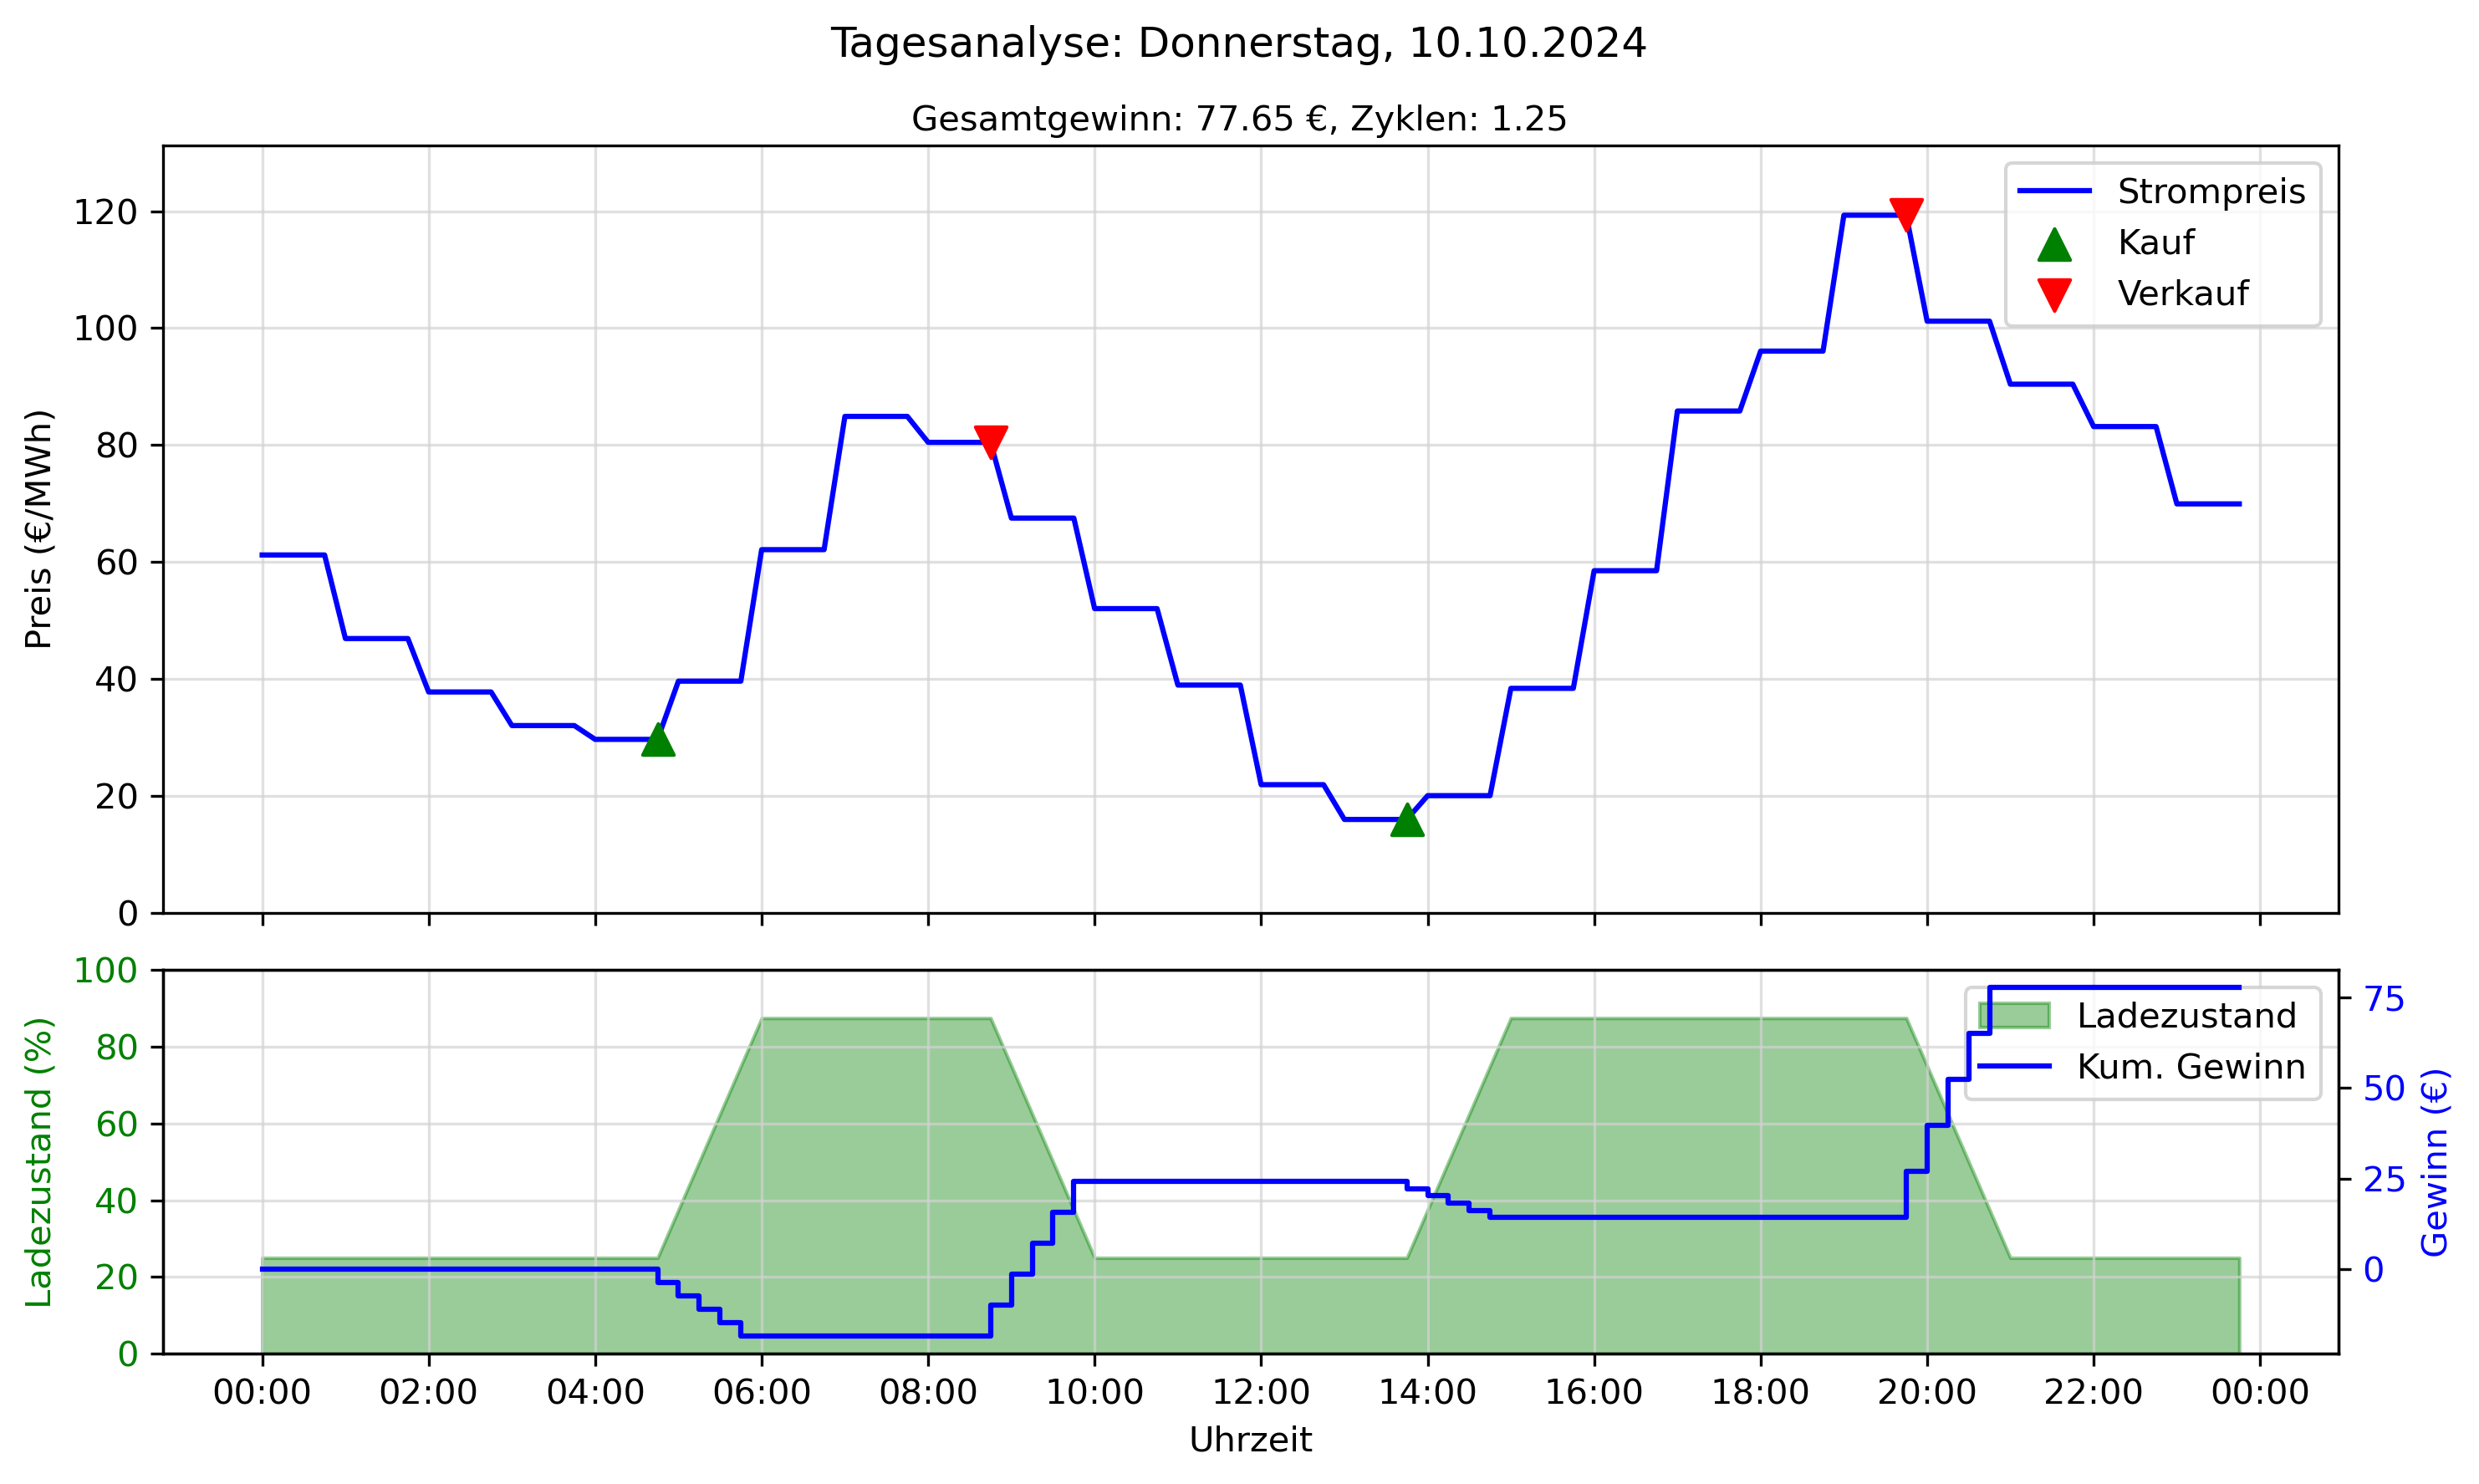 Tagesanalyse: Donnerstag, 10.10.2024
Gesamtgewinn: 77.65 €, Zyklen: 1.25
Preis (€/MWh)
120
100
80
60
40
20
0
Strompreis
Kauf
Verkauf
Ladezustand (%)
100
80
60
40
20
0
Ladezustand
Kum. Gewinn
75
50
25
0
Gewinn (€)
00:00 02:00 04:00 06:00 08:00 10:00 12:00 14:00 16:00 18:00 20:00 22:00 00:00
Uhrzeit